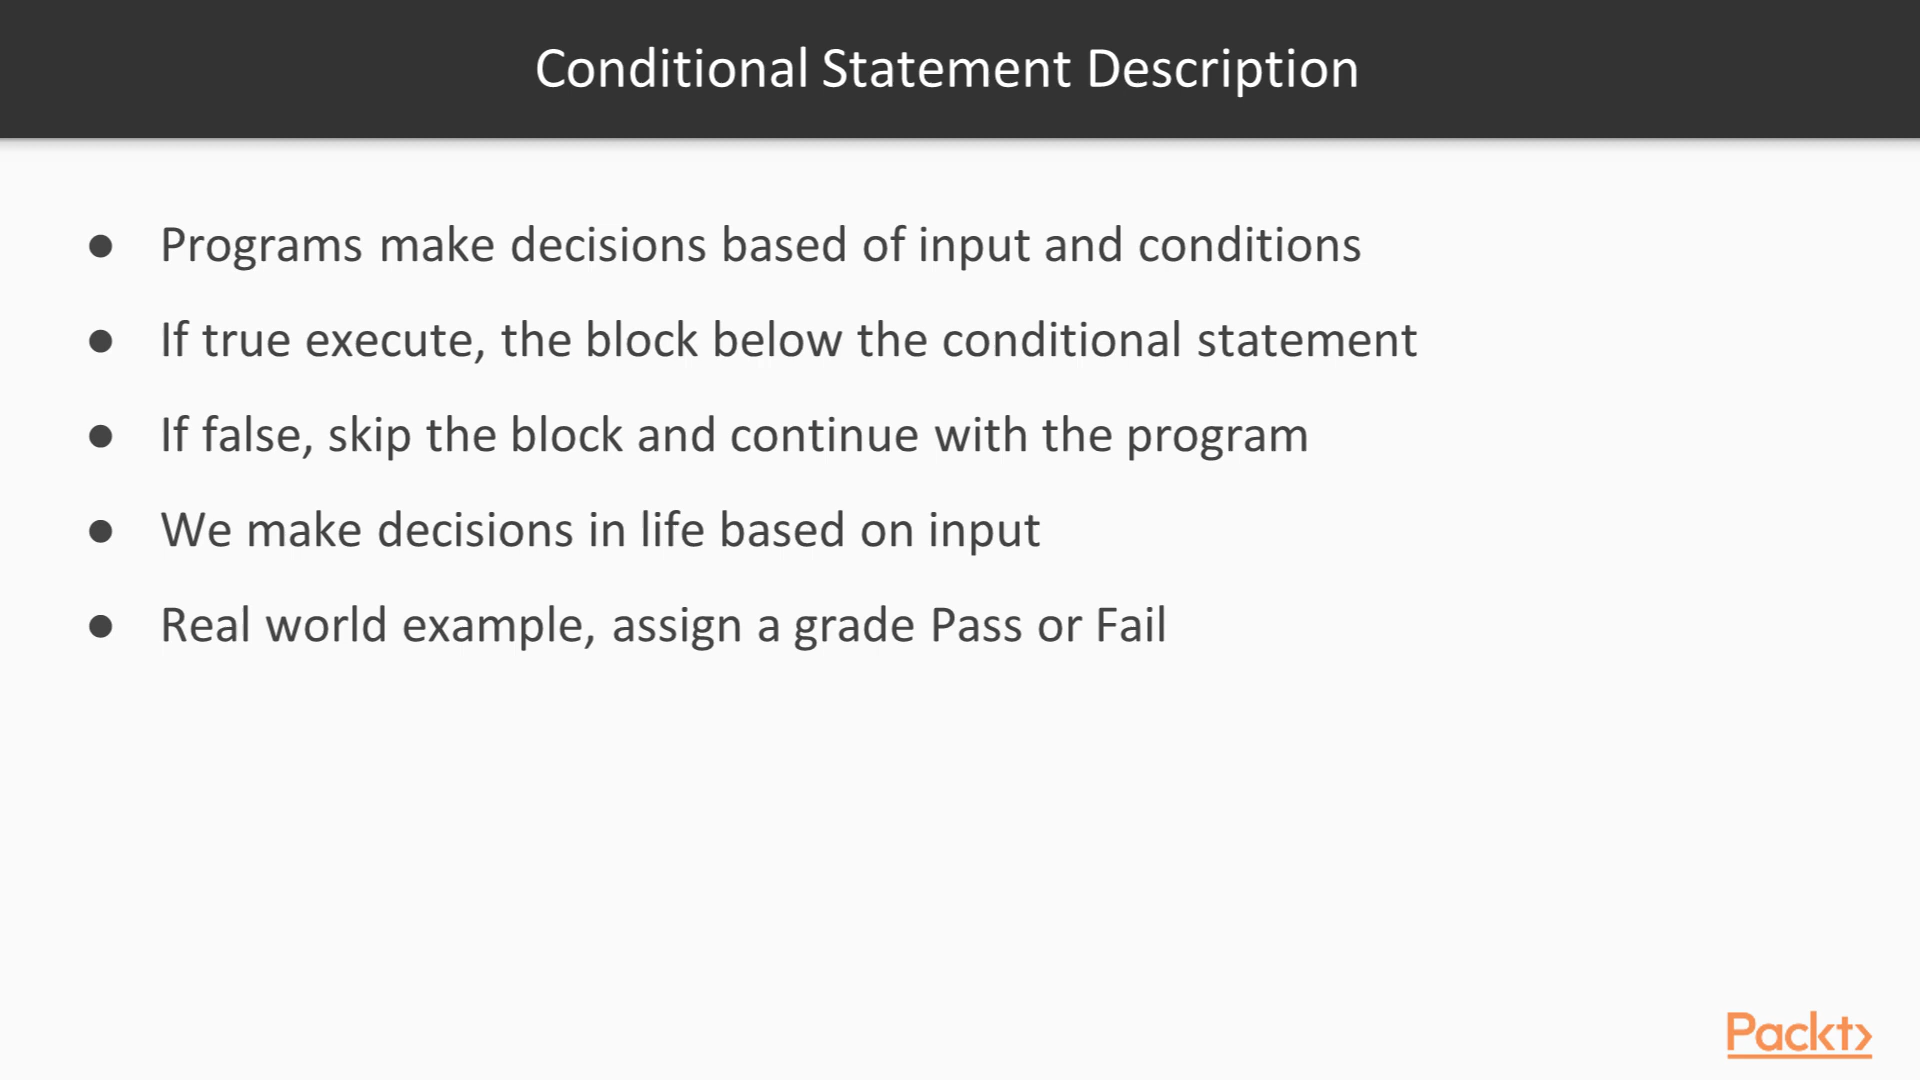 Conditional Statement Description
● Programs make decisions based of input and conditions
● If true execute, the block below the conditional statement
● If false, skip the block and continue with the program
● We make decisions in life based on input
● Real world example, assign a grade Pass or Fail
Packt>